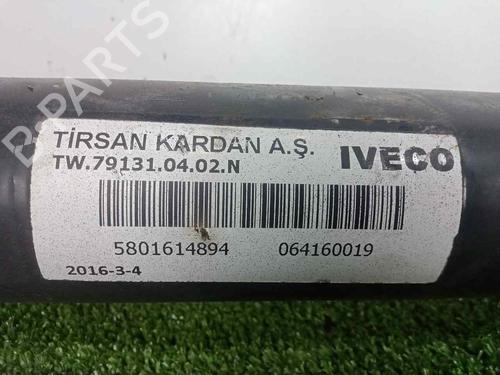 TİRSAN KARDAN A.Ş.
IVECO
TW.79131.04.02.N
5801614894
064160019
2016-3-4
B-Parts